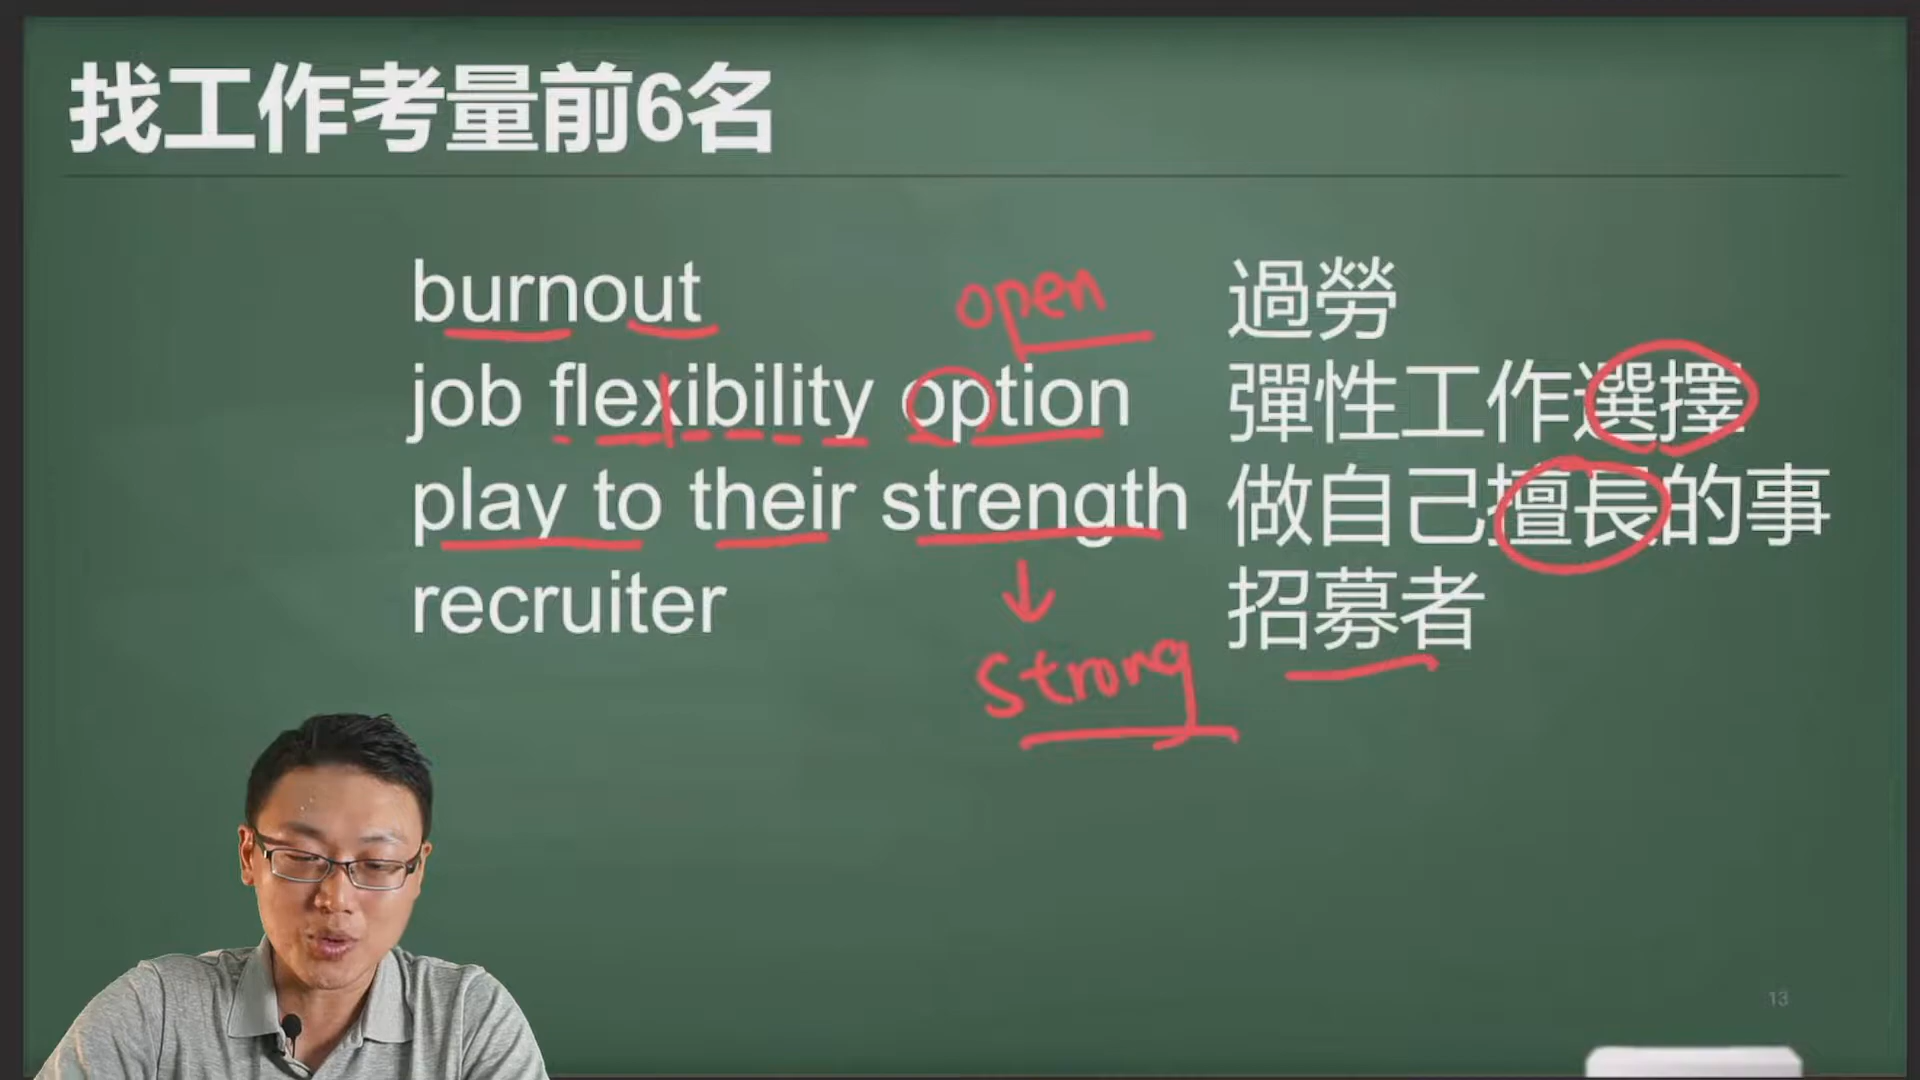 找工作考量前6名
open
burnout 過勞
job flexibility option 彈性工作選擇
play to their strength 做自己擅長的事
recruiter 招募者
strong
13